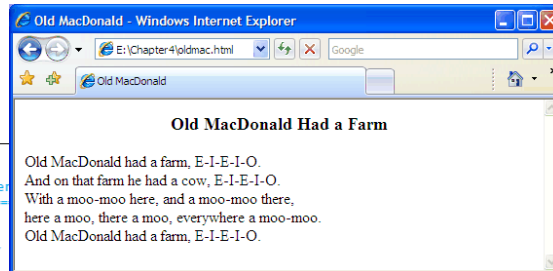 Old MacDonald - Windows Internet Explorer
E:\Chapter4\oldmac.html
Google
Old MacDonald
Old MacDonald Had a Farm
Old MacDonald had a farm, E-I-E-I-O.
And on that farm he had a cow, E-I-E-I-O.
With a moo-moo here, and a moo-moo there,
here a moo, there a moo, everywhere a moo-moo.
Old MacDonald had a farm, E-I-E-I-O.